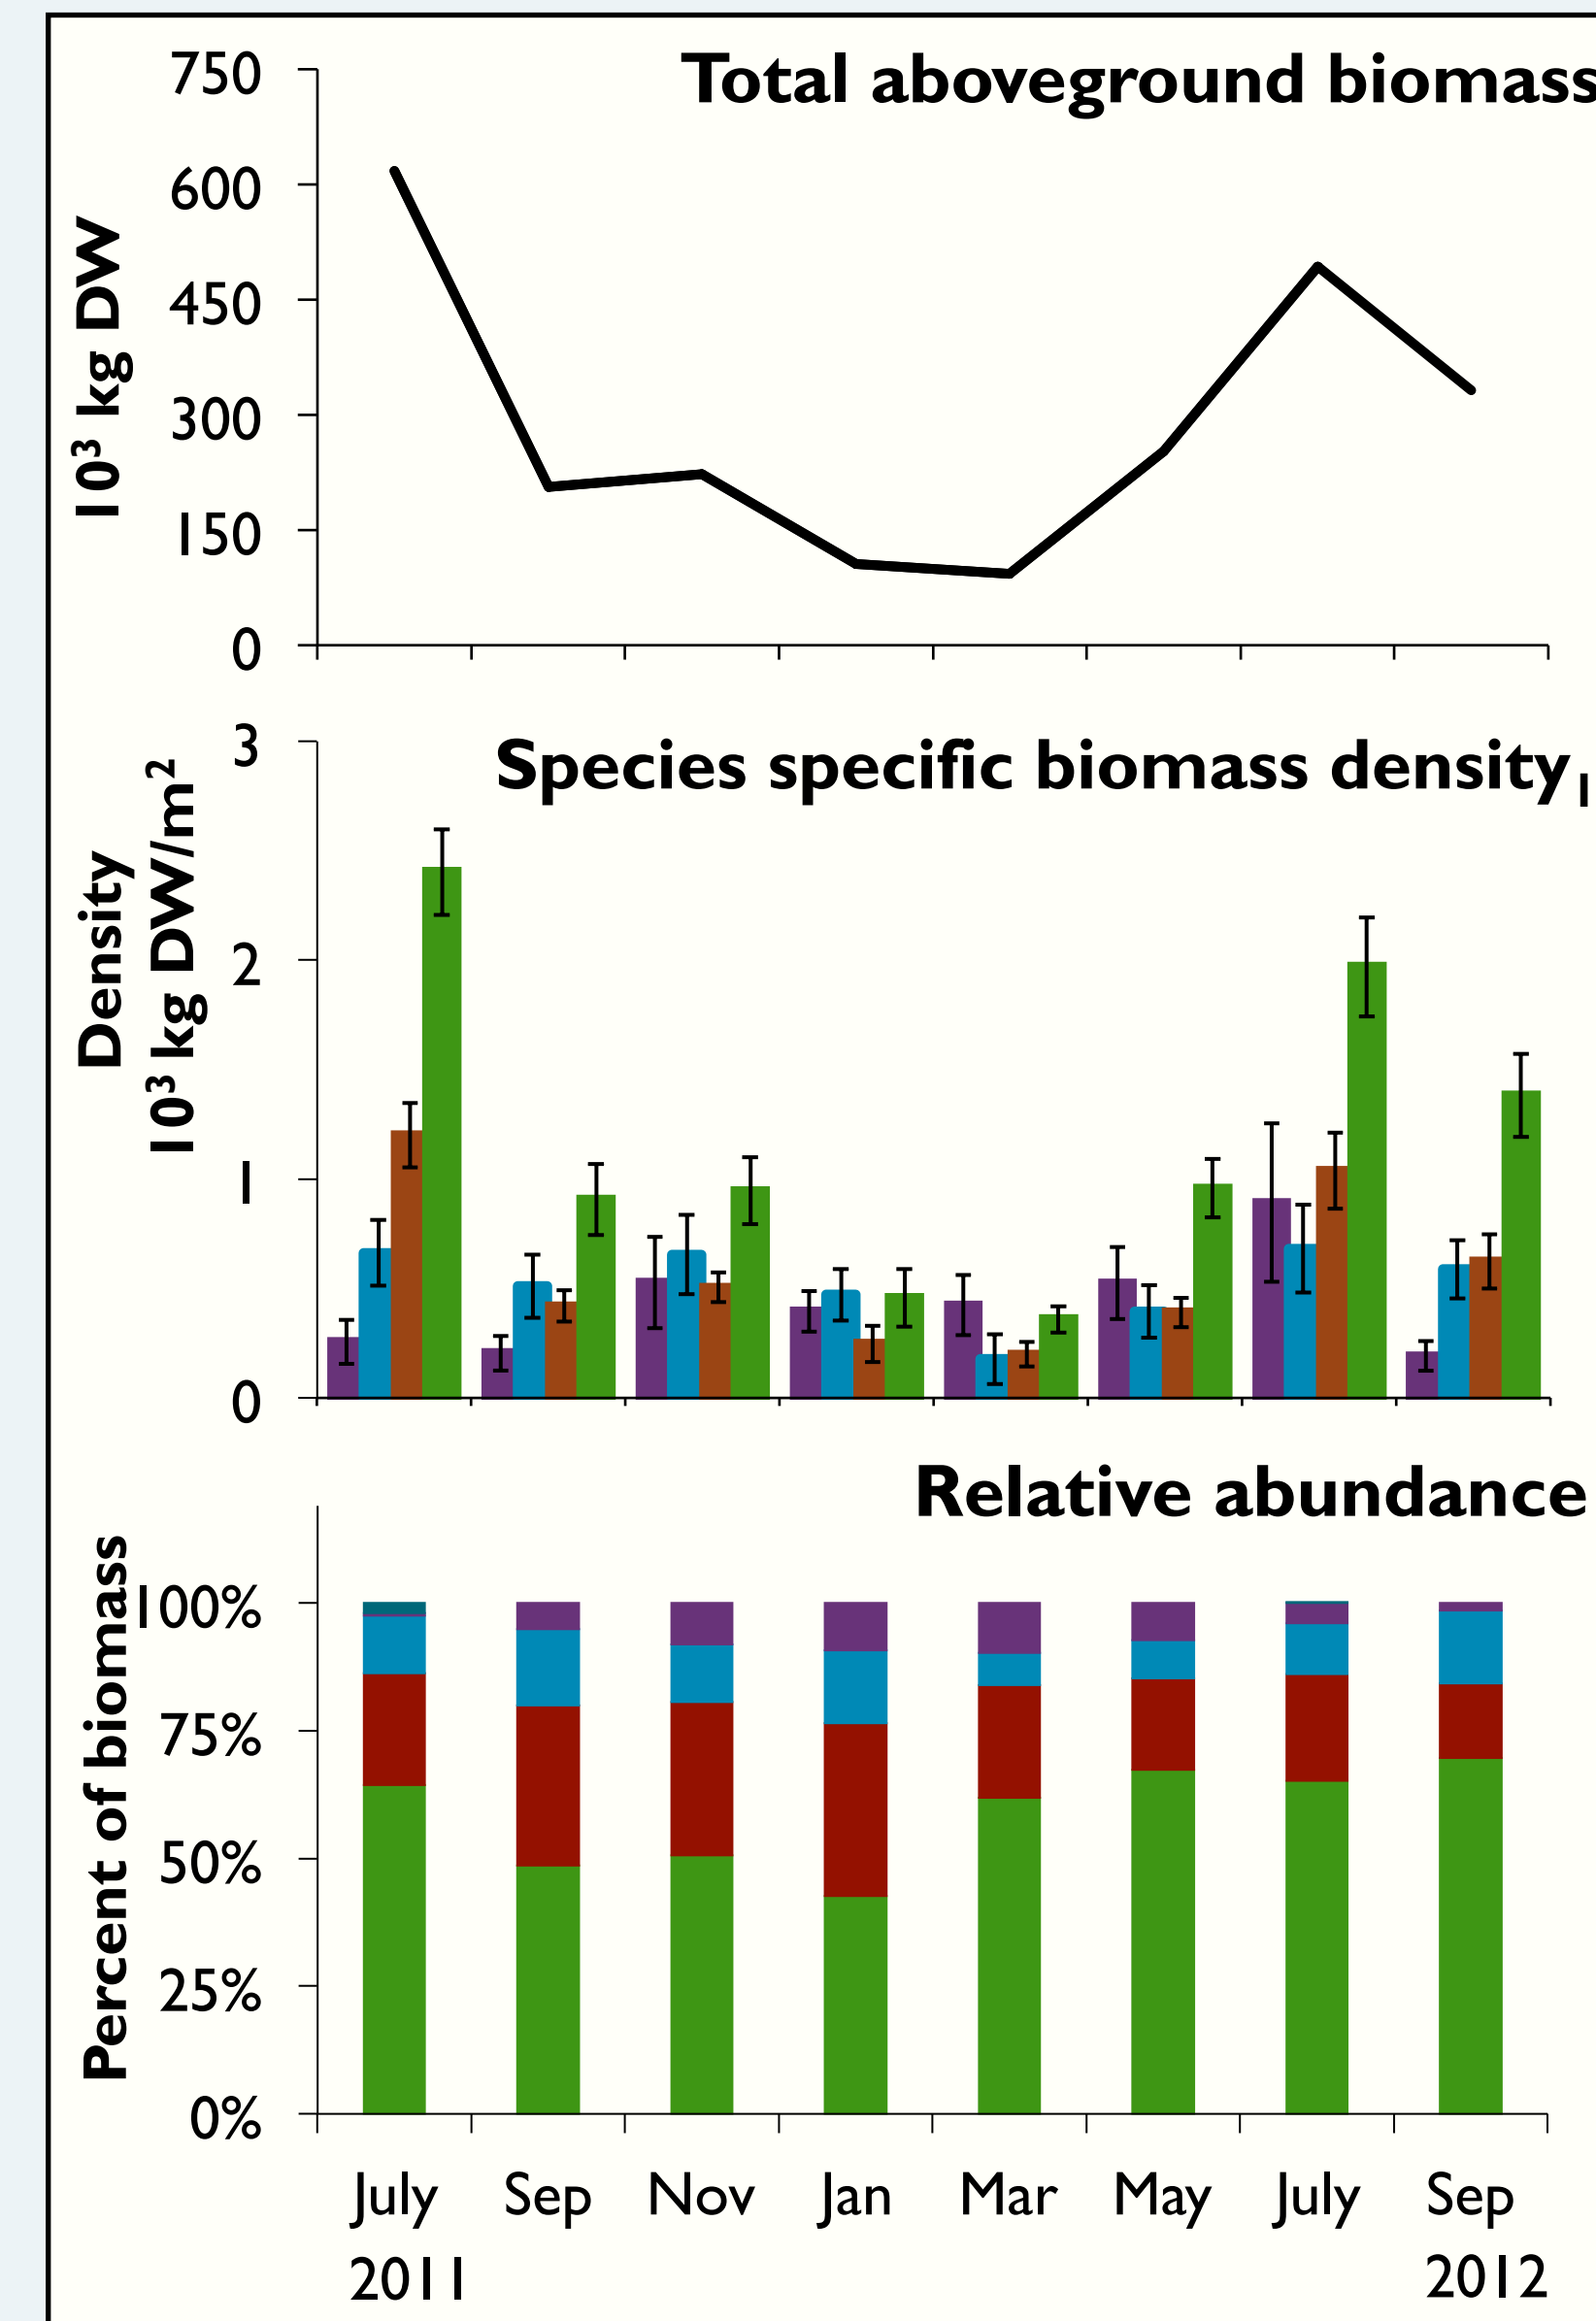 Total aboveground biomass
750
600
450
300
150
0
10³ kg DW
Species specific biomass density₁
3
2
1
0
Density
10³ kg DW/m²
Relative abundance
100%
75%
50%
25%
0%
Percent of biomass
July Sep Nov Jan Mar May July Sep
2011 2012